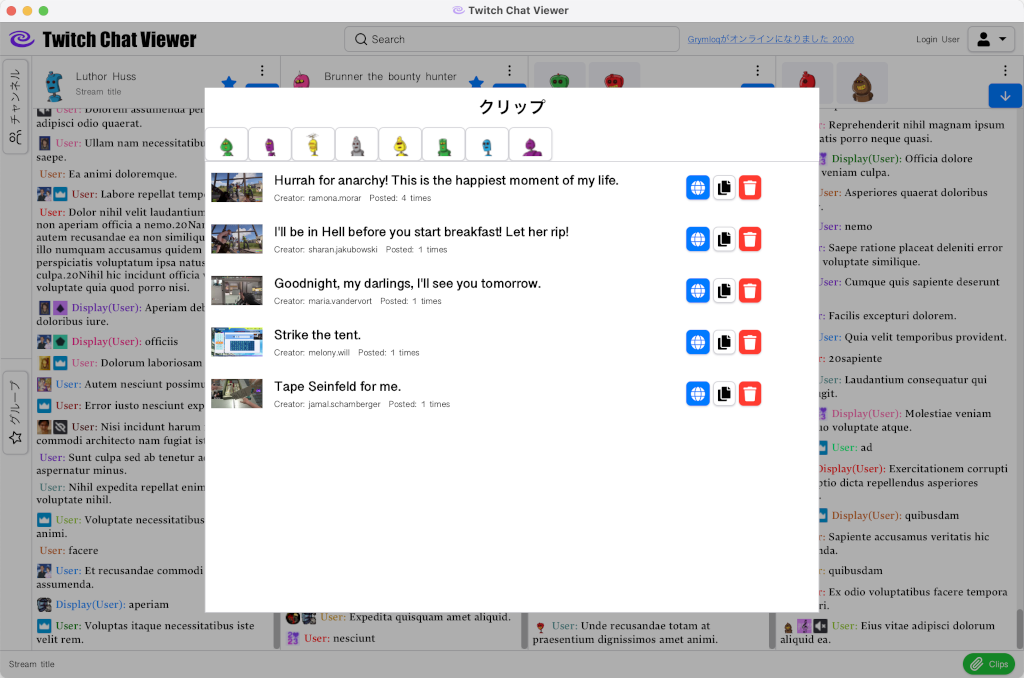 Twitch Chat Viewer
Twitch Chat Viewer
Search
Grymloqがオンラインになりました 20:00
Login User
チャンネル
グループ
Luthor Huss
Stream title
Brunner the bounty hunter
User: Dolorem assumenda
adipisci odio quaerat.
User: Ullam nam necessitatibu
saepe.
User: Ea animi doloremque.
User: Labore repellat temp
User: Dolor nihil velit laudantium
non aperiam officia a nemo.20Nam
autem recusandae ea non similique
illo numquam accusamus quidem
perspiciatis voluptatum ipsa natus
culpa.20Nihil hic incidunt officia v
voluptate quia quod porro nisi.
Display(User): Aperiam deb
doloribus iure.
Display(User): officiis
User: Dolorum laboriosam
User: Autem nesciunt possimu
User: Error iusto nesciunt exp
User: Nisi incidunt harum
commodi architecto nam fugiat ist
User: Sunt culpa sed ab tenetur a
aspernatur minus.
User: Nihil expedita repellat enim
voluptate nihil.
User: Voluptate necessitatibus
animi.
User: facere
User: Et recusandae commodi
assumenda.
Display(User): aperiam
User: Voluptas itaque necessitatibus iste
velit rem.
クリップ
Hurrah for anarchy! This is the happiest moment of my life.
Creator: ramona.morar Posted: 4 times
I'll be in Hell before you start breakfast! Let her rip!
Creator: sharan.jakubowski Posted: 1 times
Goodnight, my darlings, I'll see you tomorrow.
Creator: maria.vandervort Posted: 1 times
Strike the tent.
Creator: melony.will Posted: 1 times
Tape Seinfeld for me.
Creator: jamal.schamberger Posted: 1 times
User: Expedita quisquam amet aliquid.
User: nesciunt
User: Unde recusandae totam at
praesentium dignissimos amet animi.
r: Reprehenderit nihil magnam ipsum
natus porro neque quasi.
Display(User): Officia dolore
veniam culpa.
User: Asperiores quaerat doloribus
User: nemo
r: Saepe ratione placeat deleniti error
voluptate similique.
User: Cumque quis sapiente deserunt
r: Facilis excepturi dolorem.
User: Quia velit temporibus provident.
r: 20sapiente
User: Laudantium consequatur qui
ugit.
Display(User): Molestiae veniam
o voluptate atque.
User: ad
Display(User): Exercitationem corrupti
ptio dicta repellendus asperiores
Display(User): quibusdam
r: Sapiente accusamus veritatis hic
nda.
r: quibusdam
r: Ex odio voluptatibus facere tempora
ri.
User: Eius vitae adipisci dolorum
aliquid ea.
Stream title
Clips